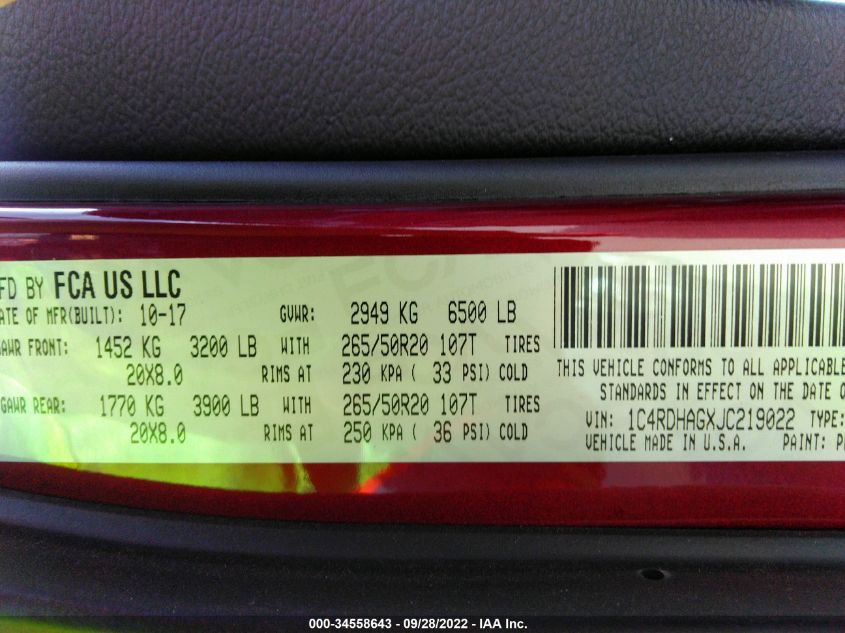 MFD BY FCA US LLC
DATE OF MFR(BUILT): 10-17 GVWR: 2949 KG 6500 LB
GAWR FRONT: 1452 KG 3200 LB WITH 265/50R20 107T TIRES
20X8.0 RIMS AT 230 KPA ( 33 PSI) COLD
GAWR REAR: 1770 KG 3900 LB WITH 265/50R20 107T TIRES
20X8.0 RIMS AT 250 KPA ( 36 PSI) COLD
THIS VEHICLE CONFORMS TO ALL APPLICABLE
STANDARDS IN EFFECT ON THE DATE O
VIN: 1C4RDHAGXJC219022 TYPE:
VEHICLE MADE IN U.S.A. PAINT: P
000-34558643 - 09/28/2022 - IAA Inc.